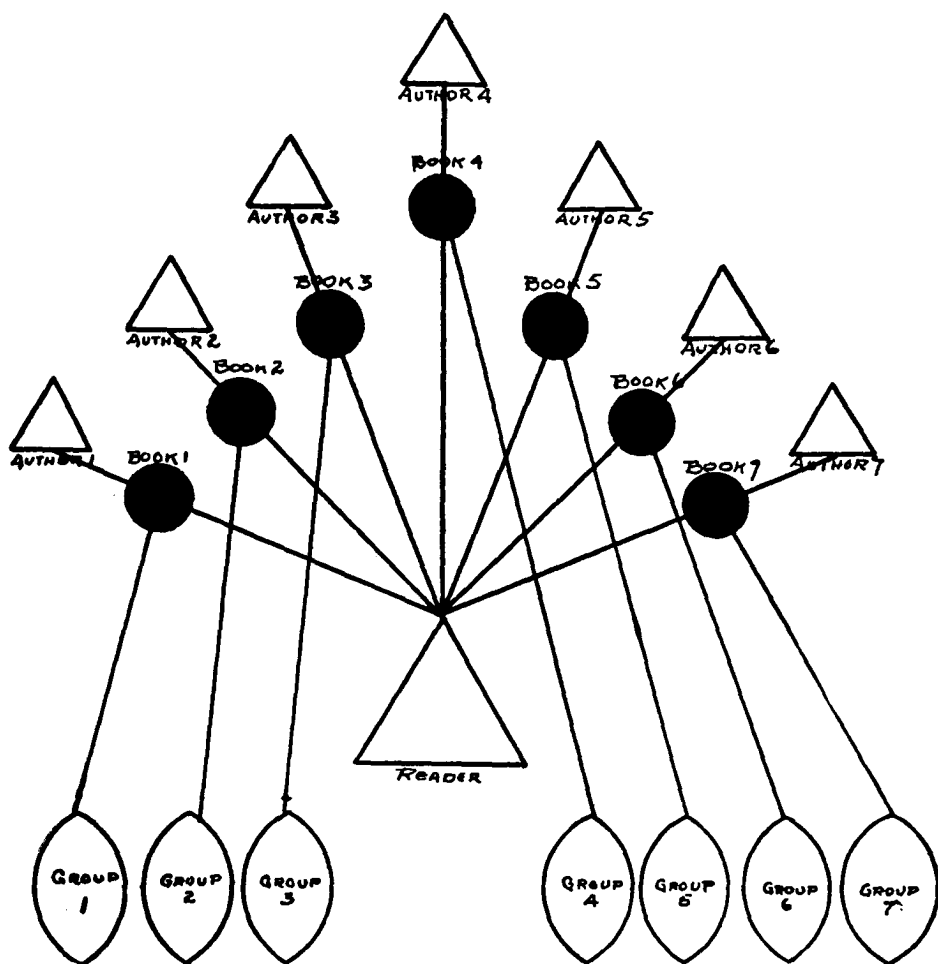 AUTHOR 4
BOOK 4
AUTHOR 3
AUTHOR 5
BOOK 3
BOOK 5
AUTHOR 2
AUTHOR 6
BOOK 2
BOOK 6
AUTHOR 1
BOOK 1
BOOK 7
AUTHOR 7
READER
GROUP
1
GROUP
2
GROUP
3
GROUP
4
GROUP
5
GROUP
6
GROUP
7